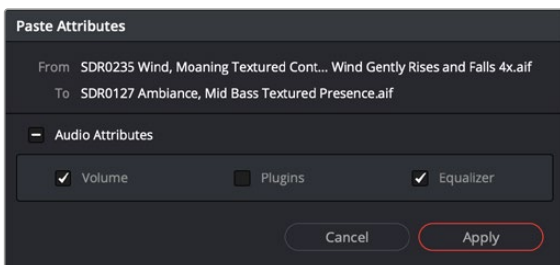 Paste Attributes
From SDR0235 Wind, Moaning Textured Cont... Wind Gently Rises and Falls 4x.aif
To SDR0127 Ambiance, Mid Bass Textured Presence.aif
Audio Attributes
Volume Plugins Equalizer
Cancel Apply